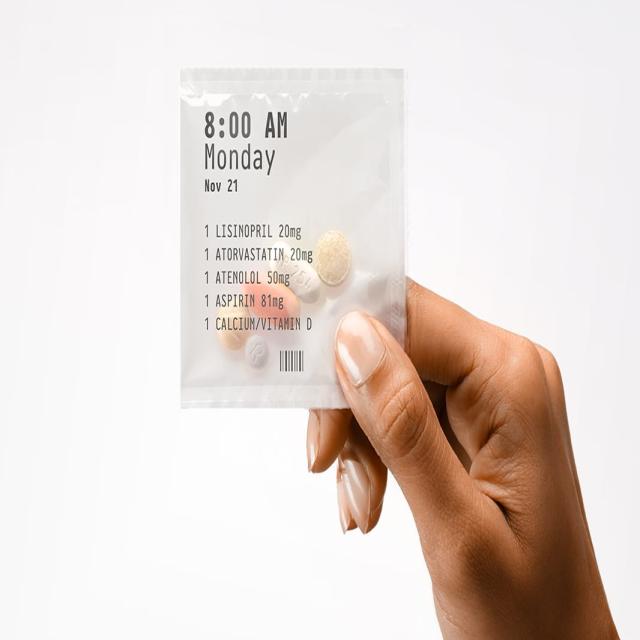 8:00 AM
Monday
Nov 21
1 LISINOPRIL 20mg
1 ATORVASTATIN 20mg
1 ATENOLOL 50mg
1 ASPIRIN 81mg
1 CALCIUM/VITAMIN D